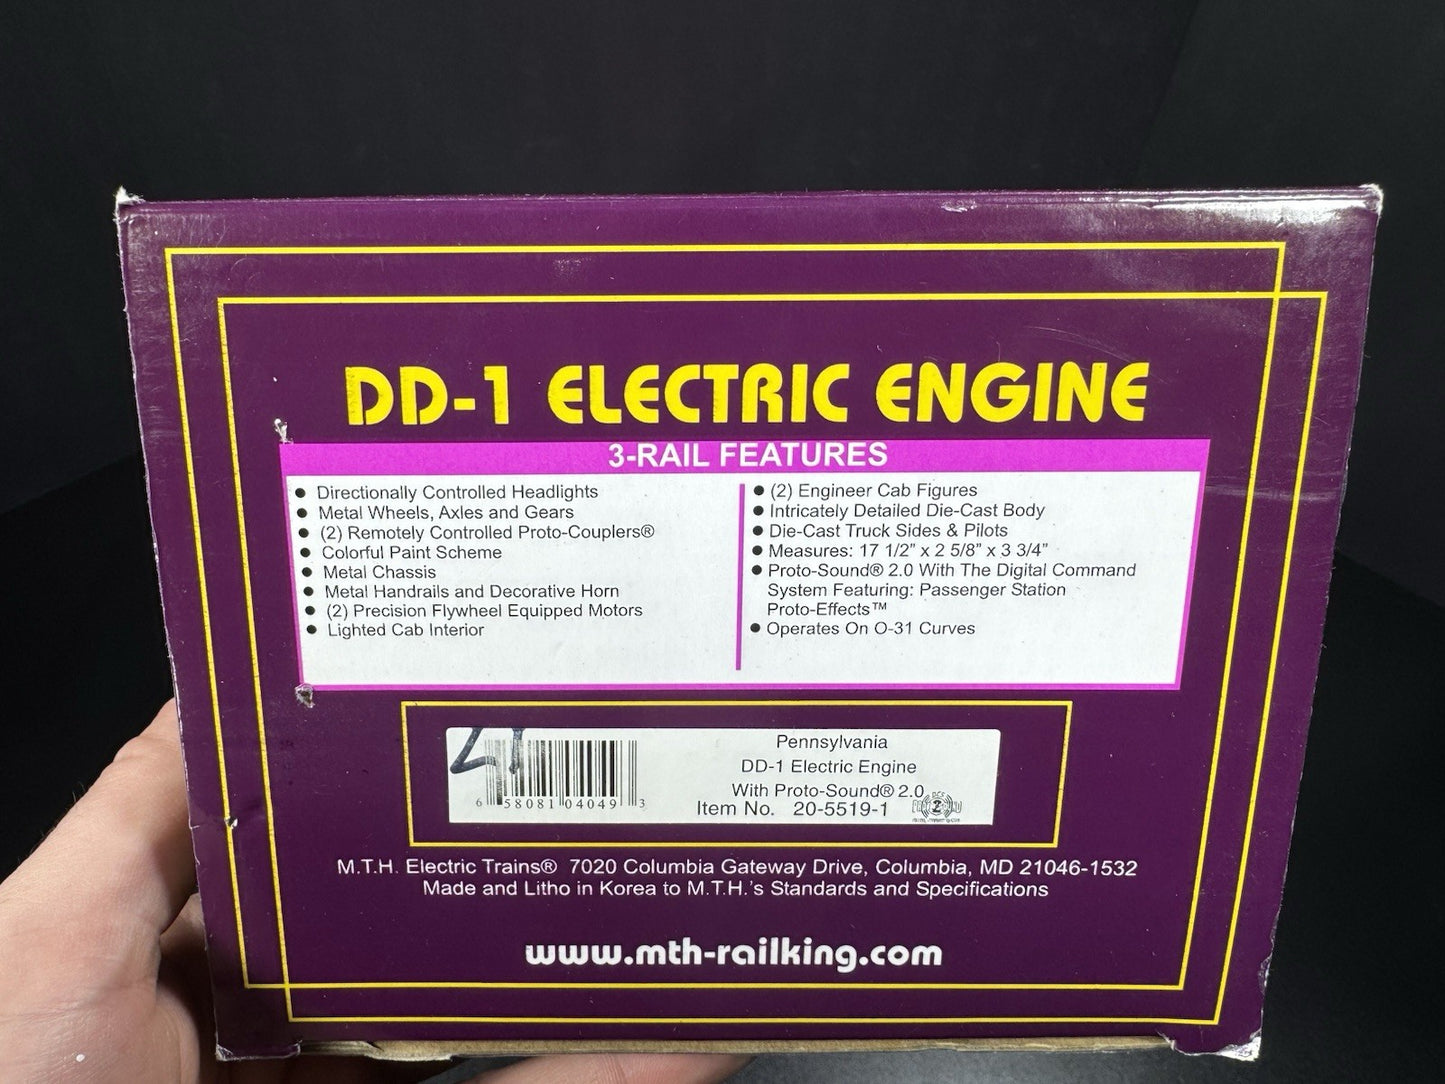 DD-1 ELECTRIC ENGINE
3-RAIL FEATURES
● Directionally Controlled Headlights
● Metal Wheels, Axles and Gears
● (2) Remotely Controlled Proto-Couplers®
● Colorful Paint Scheme
● Metal Chassis
● Metal Handrails and Decorative Horn
● (2) Precision Flywheel Equipped Motors
● Lighted Cab Interior
● (2) Engineer Cab Figures
● Intricately Detailed Die-Cast Body
● Die-Cast Truck Sides & Pilots
● Measures: 17 1/2” x 2 5/8” x 3 3/4”
● Proto-Sound® 2.0 With The Digital Command
System Featuring: Passenger Station
Proto-Effects™
● Operates On O-31 Curves
6 58081 04049 3
Pennsylvania
DD-1 Electric Engine
With Proto-Sound® 2.0
Item No. 20-5519-1
M.T.H. Electric Trains® 7020 Columbia Gateway Drive, Columbia, MD 21046-1532
Made and Litho in Korea to M.T.H.'s Standards and Specifications
www.mth-railking.com